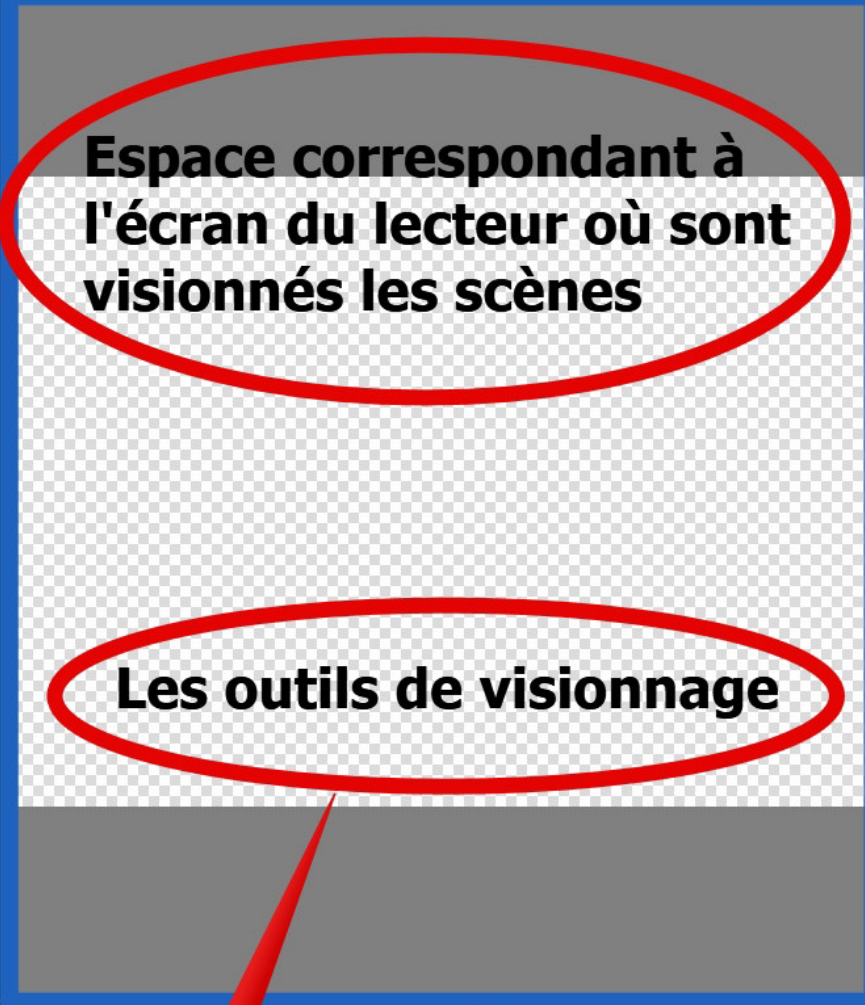 Espace correspondant à
l'écran du lecteur où sont
visionnés les scènes
Les outils de visionnage